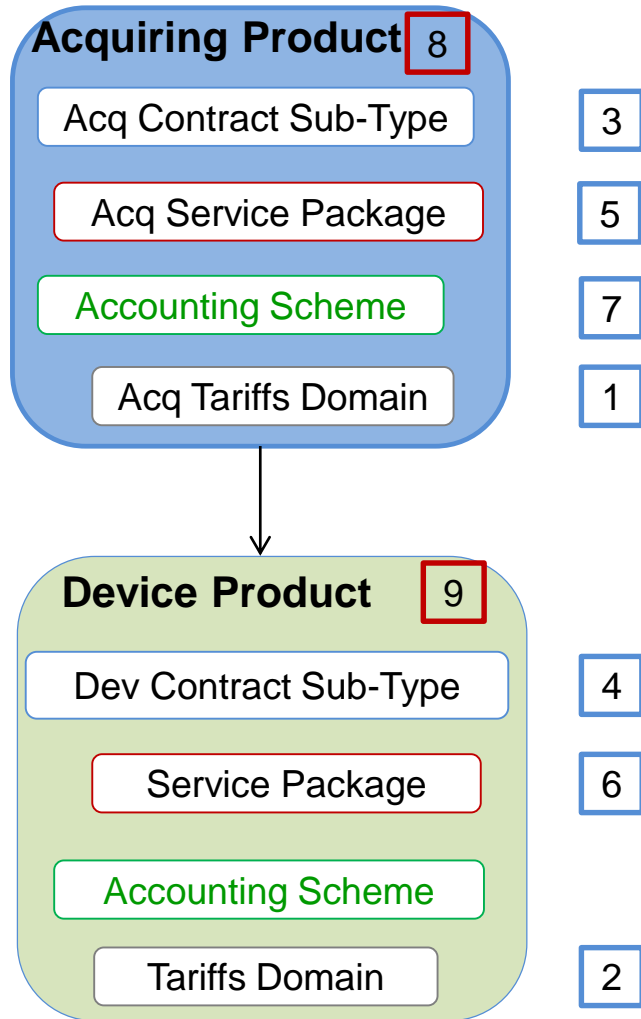 Acquiring Product 8
Acq Contract Sub-Type 3
Acq Service Package 5
Accounting Scheme 7
Acq Tariffs Domain 1
Device Product 9
Dev Contract Sub-Type 4
Service Package 6
Accounting Scheme
Tariffs Domain 2